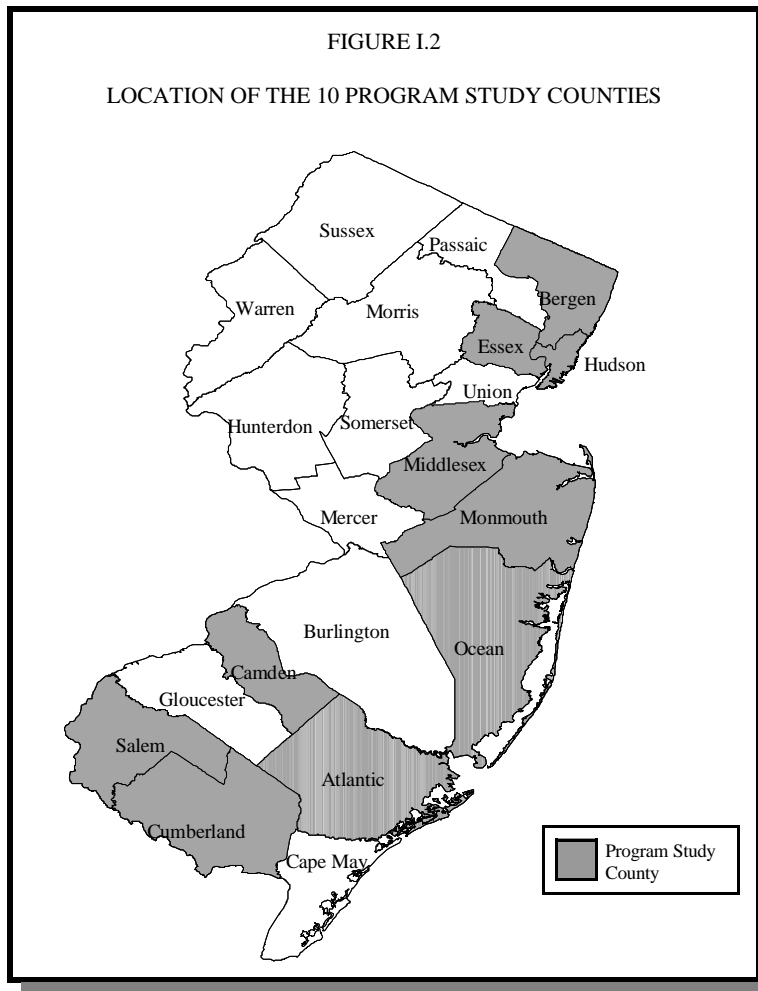 FIGURE I.2
LOCATION OF THE 10 PROGRAM STUDY COUNTIES
Sussex
Passaic
Bergen
Warren
Morris
Essex
Hudson
Union
Hunterdon
Somerset
Middlesex
Mercer
Monmouth
Burlington
Ocean
Camden
Gloucester
Salem
Atlantic
Cumberland
Cape May
Program Study
County